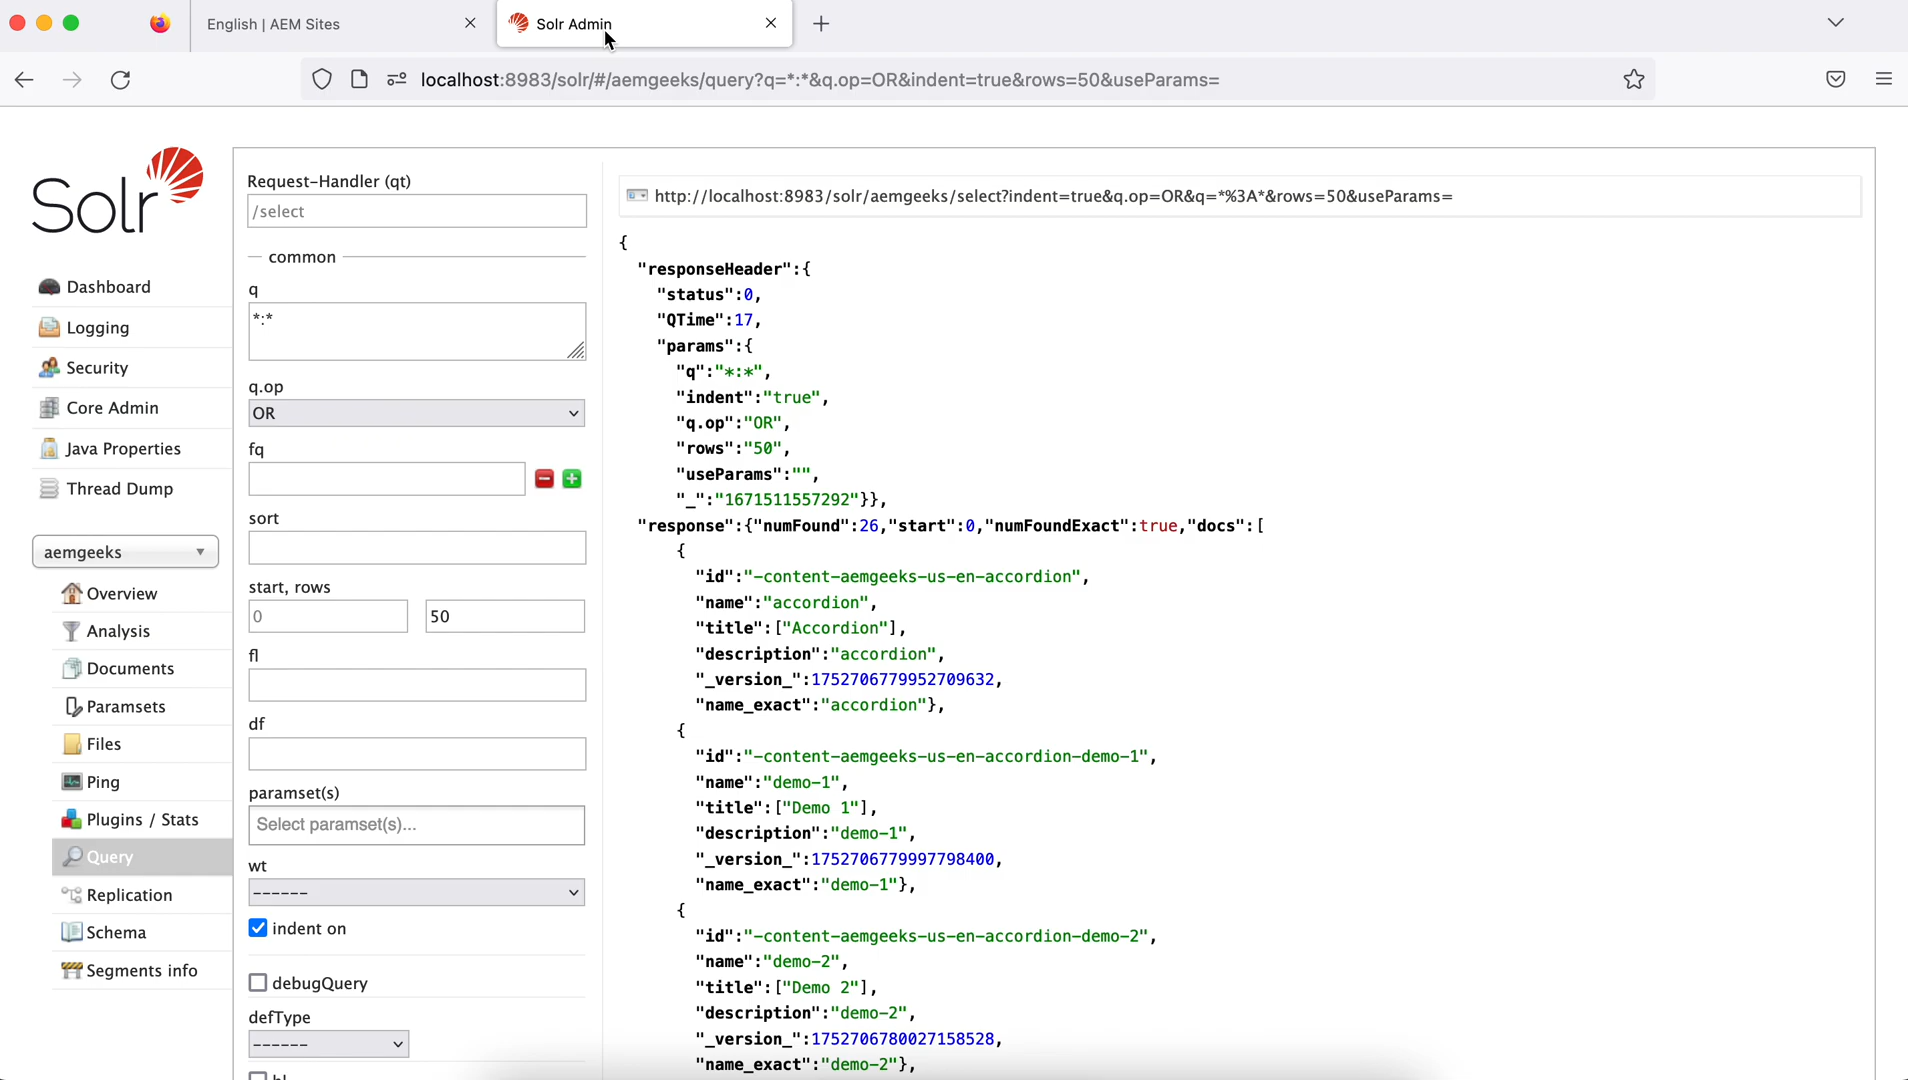 English | AEM Sites
Solr Admin
localhost:8983/solr/#/aemgeeks/query?q=*:*&q.op=OR&indent=true&rows=50&useParams=
Solr
Dashboard
Logging
Security
Core Admin
Java Properties
Thread Dump
aemgeeks
Overview
Analysis
Documents
Paramsets
Files
Ping
Plugins / Stats
Query
Replication
Schema
Segments info
Request-Handler (qt)
/select
common
q
*:*
q.op
OR
fq
sort
start, rows
0 50
fl
df
paramset(s)
Select paramset(s)...
wt
------
indent on
debugQuery
defType
------
http://localhost:8983/solr/aemgeeks/select?indent=true&q.op=OR&q=*%3A*&rows=50&useParams=
{
"responseHeader":{
"status":0,
"QTime":17,
"params":{
"q":"*:*",
"indent":"true",
"q.op":"OR",
"rows":"50",
"useParams":"",
"_":"1671511557292"}},
"response":{"numFound":26,"start":0,"numFoundExact":true,"docs":[
{
"id":"-content-aemgeeks-us-en-accordion",
"name":"accordion",
"title":["Accordion"],
"description":"accordion",
"_version_":1752706779952709632,
"name_exact":"accordion"},
{
"id":"-content-aemgeeks-us-en-accordion-demo-1",
"name":"demo-1",
"title":["Demo 1"],
"description":"demo-1",
"_version_":1752706779997798400,
"name_exact":"demo-1"},
{
"id":"-content-aemgeeks-us-en-accordion-demo-2",
"name":"demo-2",
"title":["Demo 2"],
"description":"demo-2",
"_version_":1752706780027158528,
"name_exact":"demo-2"},